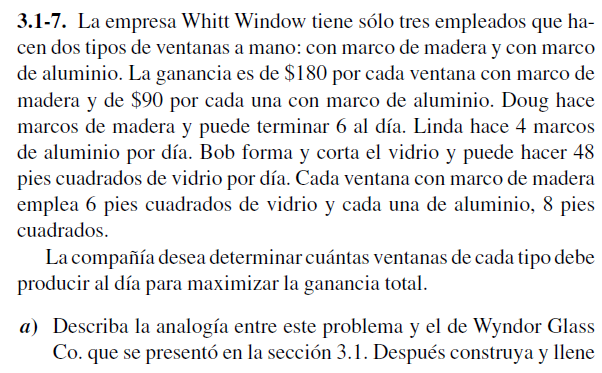 3.1-7. La empresa Whitt Window tiene sólo tres empleados que ha-
cen dos tipos de ventanas a mano: con marco de madera y con marco
de aluminio. La ganancia es de $180 por cada ventana con marco de
madera y de $90 por cada una con marco de aluminio. Doug hace
marcos de madera y puede terminar 6 al día. Linda hace 4 marcos
de aluminio por día. Bob forma y corta el vidrio y puede hacer 48
pies cuadrados de vidrio por día. Cada ventana con marco de madera
emplea 6 pies cuadrados de vidrio y cada una de aluminio, 8 pies
cuadrados.
La compañía desea determinar cuántas ventanas de cada tipo debe
producir al día para maximizar la ganancia total.
a) Describa la analogía entre este problema y el de Wyndor Glass
Co. que se presentó en la sección 3.1. Después construya y llene